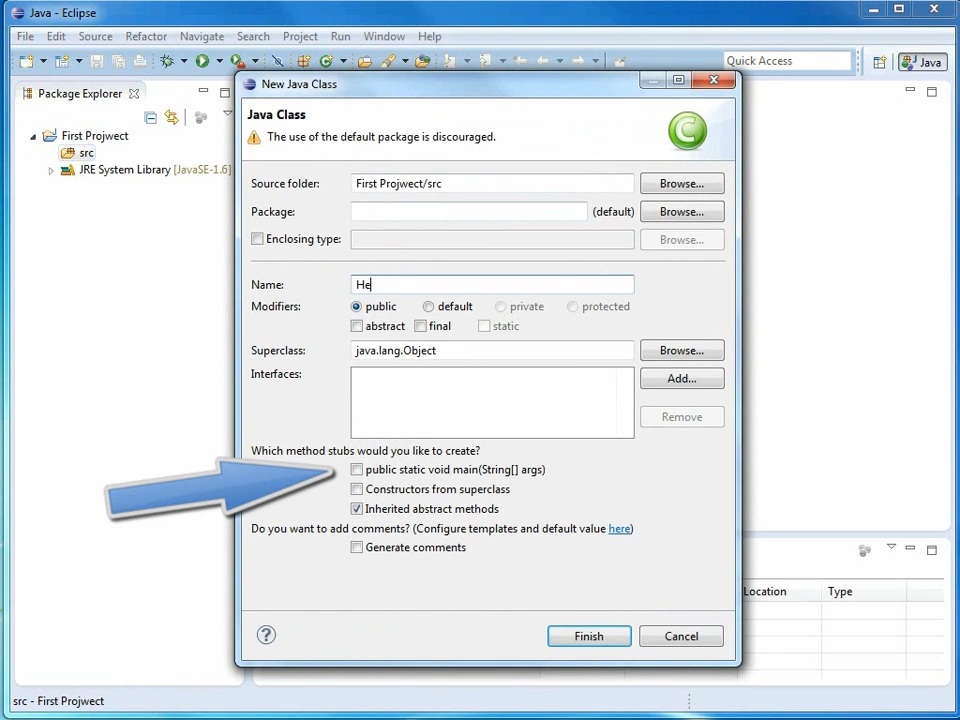 Java - Eclipse
File Edit Source Refactor Navigate Search Project Run Window Help
Quick Access
Java
Package Explorer
First Projwect
src
JRE System Library [JavaSE-1.6]
New Java Class
Java Class
The use of the default package is discouraged.
Source folder: First Projwect/src Browse...
Package: (default) Browse...
Enclosing type: Browse...
Name: He
Modifiers: public default private protected
abstract final static
Superclass: java.lang.Object Browse...
Interfaces: Add...
Remove
Which method stubs would you like to create?
public static void main(String[] args)
Constructors from superclass
Inherited abstract methods
Do you want to add comments? (Configure templates and default value here)
Generate comments
Finish Cancel
Location Type
src - First Projwect